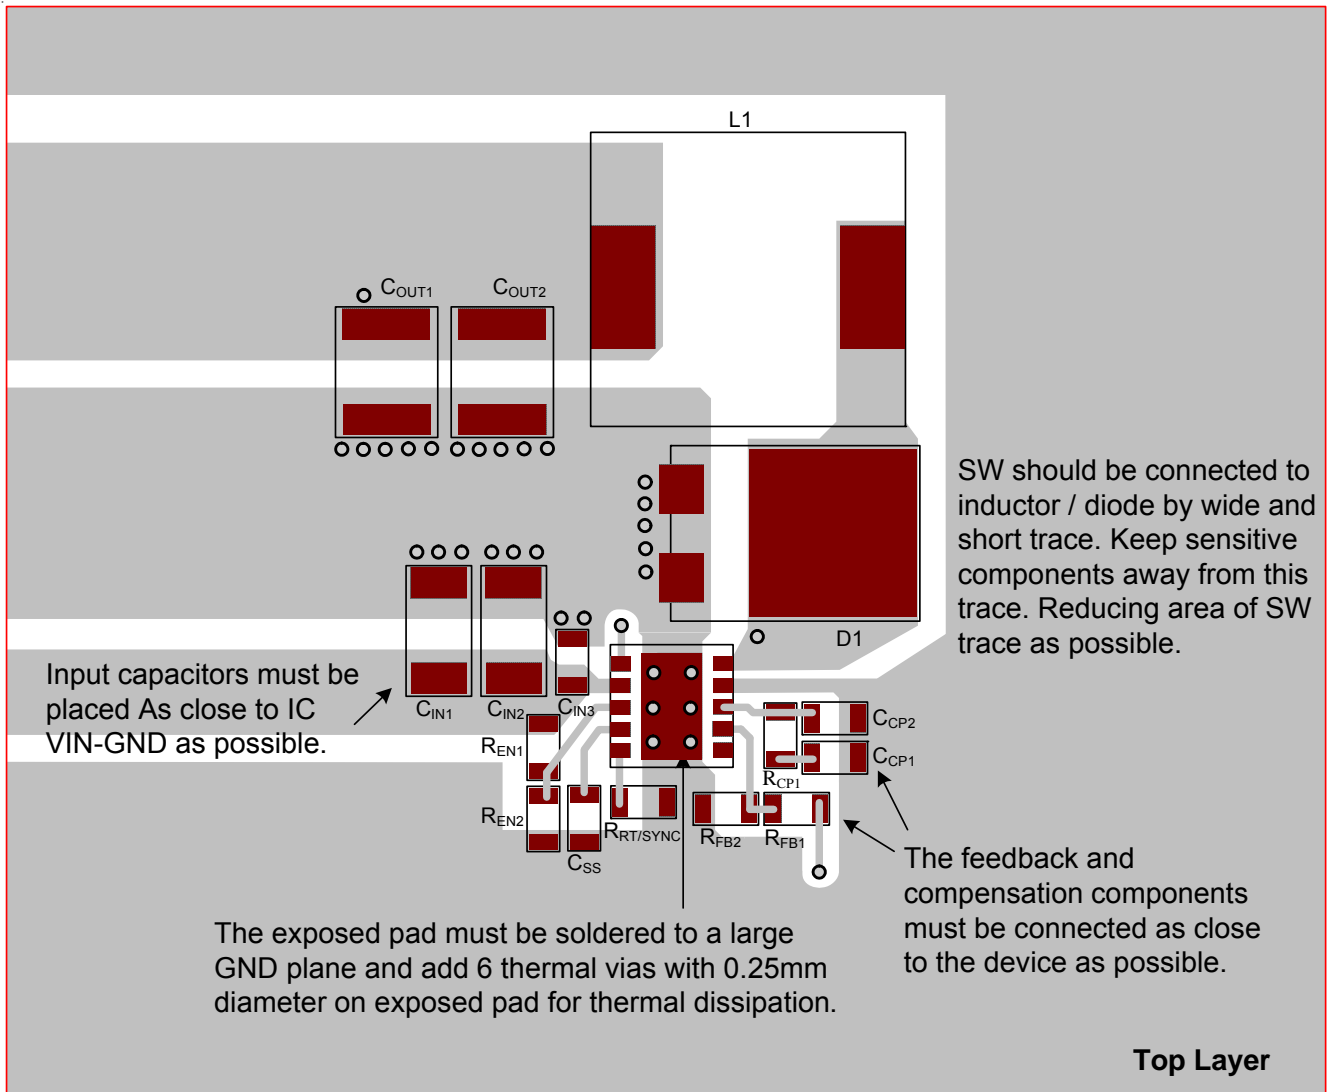 L1
COUT1
COUT2
SW should be connected to
inductor / diode by wide and
short trace. Keep sensitive
components away from this
trace. Reducing area of SW
trace as possible.
D1
Input capacitors must be
placed As close to IC
VIN-GND as possible.
CIN1
CIN2
CIN3
REN1
REN2
CSS
RRT/SYNC
RFB2
RFB1
RCP1
CCP2
CCP1
The feedback and
compensation components
must be connected as close
to the device as possible.
The exposed pad must be soldered to a large
GND plane and add 6 thermal vias with 0.25mm
diameter on exposed pad for thermal dissipation.
Top Layer